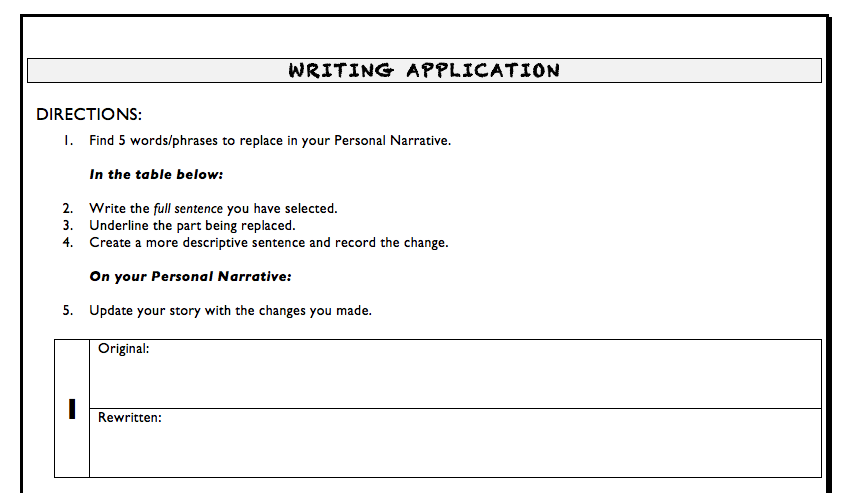 WRITING APPLICATION
DIRECTIONS:
1. Find 5 words/phrases to replace in your Personal Narrative.
In the table below:
2. Write the full sentence you have selected.
3. Underline the part being replaced.
4. Create a more descriptive sentence and record the change.
On your Personal Narrative:
5. Update your story with the changes you made.
Original:
1
Rewritten: